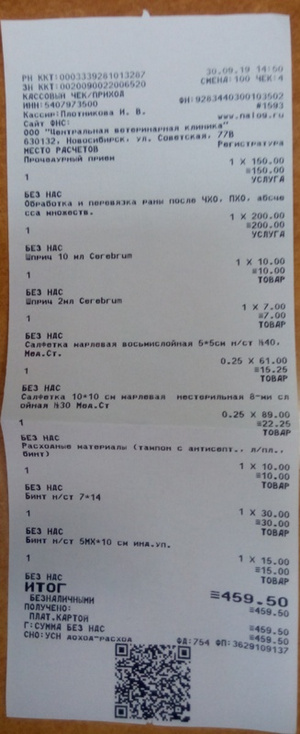 РН ККТ:0003339261013267 30.09.19 14:50
ЗН ККТ:0020090022006520 СМЕНА:100 ЧЕК:4
КАССОВЫЙ ЧЕК/ПРИХОД
ИНН:5407973500 ФН:9283440300103502
Кассир:Плотникова И. В. #1593
Сайт ФНС: www.nalog.ru
ООО "Центральная ветеринарная клиника"
630132, Новосибирск, ул. Советская, 77В
МЕСТО РАСЧЕТОВ Регистратура
Процедурный прием
1 X 150.00
1 ≡150.00
УСЛУГА
БЕЗ НДС
Обработка и перевязка раны после ЧХО, ПХО, абсце
сса множеств.
1 X 200.00
1 ≡200.00
УСЛУГА
БЕЗ НДС
Шприч 10 мл Cerebrum
1 X 10.00
1 ≡10.00
ТОВАР
БЕЗ НДС
Шприч 2мл Cerebrum
1 X 7.00
1 ≡7.00
ТОВАР
БЕЗ НДС
Салфетка марлевая восьмислойная 5*5см н/ст №40,
Мед.Ст.
0.25 X 61.00
1 ≡15.25
ТОВАР
БЕЗ НДС
Салфетка 10*10 см марлевая нестерильная 8-ми сл
ойная №30 Мед.Ст
0.25 X 89.00
1 ≡22.25
ТОВАР
БЕЗ НДС
Расходные материалы (тампон с антисепт., л/пл.,
бинт)
1 X 10.00
1 ≡10.00
ТОВАР
БЕЗ НДС
Бинт н/ст 7*14
1 X 30.00
1 ≡30.00
ТОВАР
БЕЗ НДС
Бинт н/ст 5МХ*10 см инд.уп.
1 X 15.00
1 ≡15.00
ТОВАР
БЕЗ НДС
ИТОГ ≡459.50
БЕЗНАЛИЧНЫМИ ≡459.50
ПОЛУЧЕНО:
ПЛАТ.КАРТОЙ ≡459.50
Г:СУММА БЕЗ НДС ≡459.50
СНО:УСН доход-расход ФД:754 ФП:3629109137